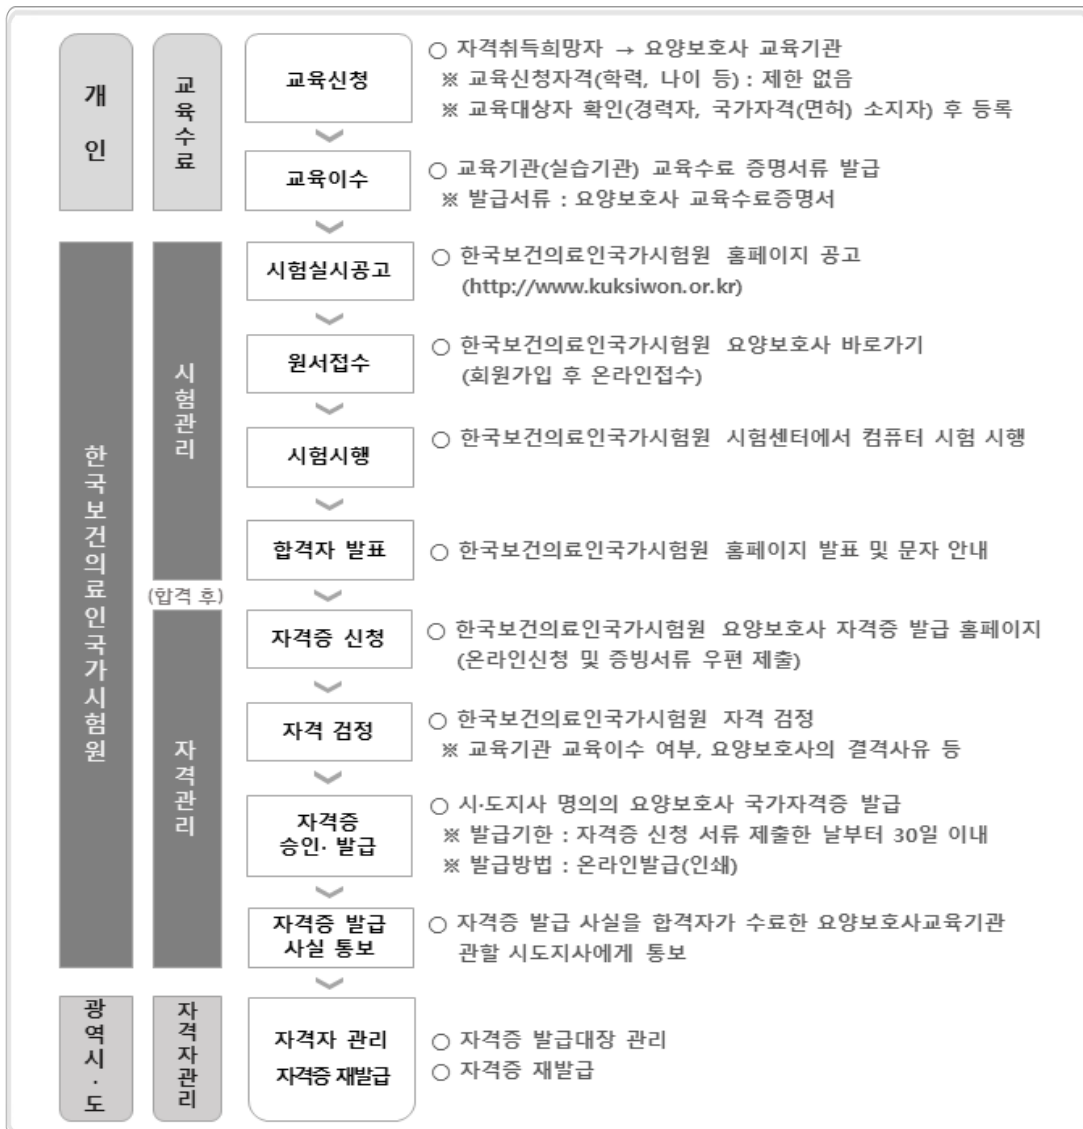 개인
교육수료
교육신청
○ 자격취득희망자 → 요양보호사 교육기관
※ 교육신청자격(학력, 나이 등) : 제한 없음
※ 교육대상자 확인(경력자, 국가자격(면허) 소지자) 후 등록
교육이수
○ 교육기관(실습기관) 교육수료 증명서류 발급
※ 발급서류 : 요양보호사 교육수료증명서
한국보건의료인국가시험원
시험관리
시험실시공고
○ 한국보건의료인국가시험원 홈페이지 공고
(http://www.kuksiwon.or.kr)
원서접수
○ 한국보건의료인국가시험원 요양보호사 바로가기
(회원가입 후 온라인접수)
시험시행
○ 한국보건의료인국가시험원 시험센터에서 컴퓨터 시험 시행
합격자 발표
○ 한국보건의료인국가시험원 홈페이지 발표 및 문자 안내
(합격 후)
자격관리
자격증 신청
○ 한국보건의료인국가시험원 요양보호사 자격증 발급 홈페이지
(온라인신청 및 증빙서류 우편 제출)
자격 검정
○ 한국보건의료인국가시험원 자격 검정
※ 교육기관 교육이수 여부, 요양보호사의 결격사유 등
자격증
승인· 발급
○ 시·도지사 명의의 요양보호사 국가자격증 발급
※ 발급기한 : 자격증 신청 서류 제출한 날부터 30일 이내
※ 발급방법 : 온라인발급(인쇄)
자격증 발급
사실 통보
○ 자격증 발급 사실을 합격자가 수료한 요양보호사교육기관
관할 시도지사에게 통보
광역시·도
자격자관리
자격자 관리
자격증 재발급
○ 자격증 발급대장 관리
○ 자격증 재발급